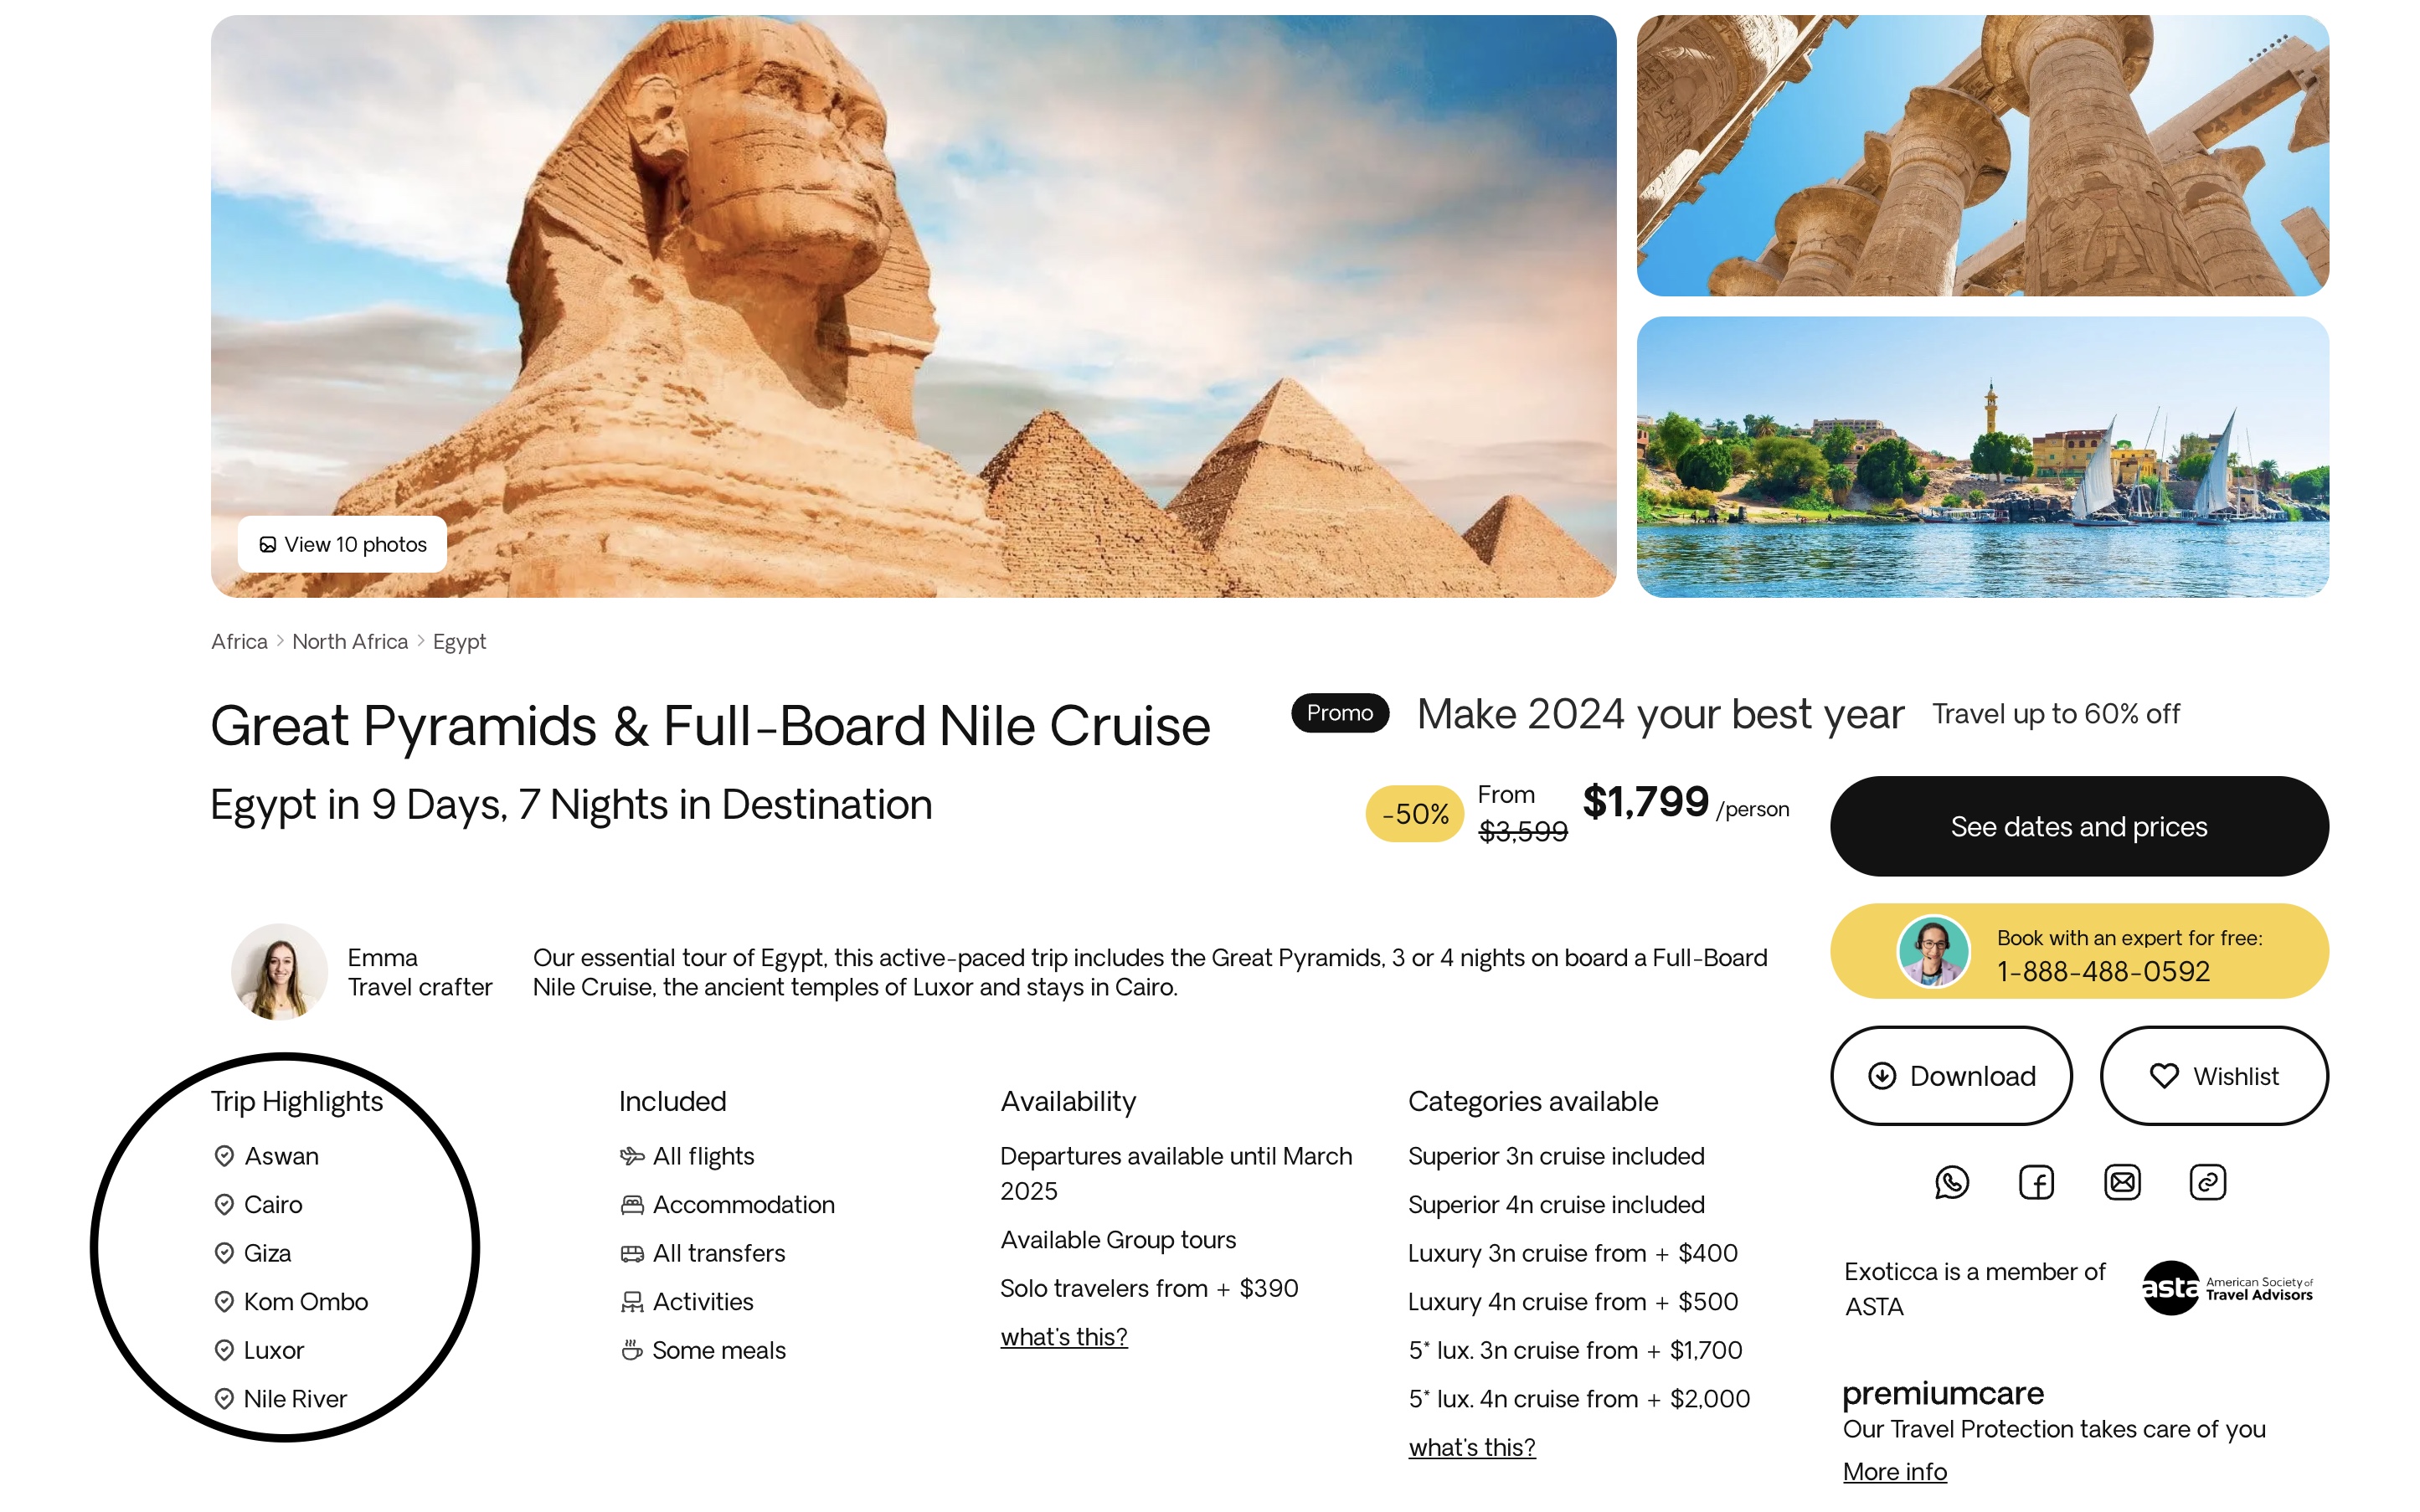 View 10 photos
Africa > North Africa > Egypt
Great Pyramids & Full-Board Nile Cruise
Egypt in 9 Days, 7 Nights in Destination
Promo Make 2024 your best year Travel up to 60% off
-50%
From
$3,599
$1,799 /person
See dates and prices
Emma
Travel crafter
Our essential tour of Egypt, this active-paced trip includes the Great Pyramids, 3 or 4 nights on board a Full-Board
Nile Cruise, the ancient temples of Luxor and stays in Cairo.
Book with an expert for free:
1-888-488-0592
Download
Wishlist
Trip Highlights
Aswan
Cairo
Giza
Kom Ombo
Luxor
Nile River
Included
All flights
Accommodation
All transfers
Activities
Some meals
Availability
Departures available until March
2025
Available Group tours
Solo travelers from + $390
what's this?
Categories available
Superior 3n cruise included
Superior 4n cruise included
Luxury 3n cruise from + $400
Luxury 4n cruise from + $500
5* lux. 3n cruise from + $1,700
5* lux. 4n cruise from + $2,000
what's this?
Exoticca is a member of
ASTA
asta
American Society of
Travel Advisors
premiumcare
Our Travel Protection takes care of you
More info